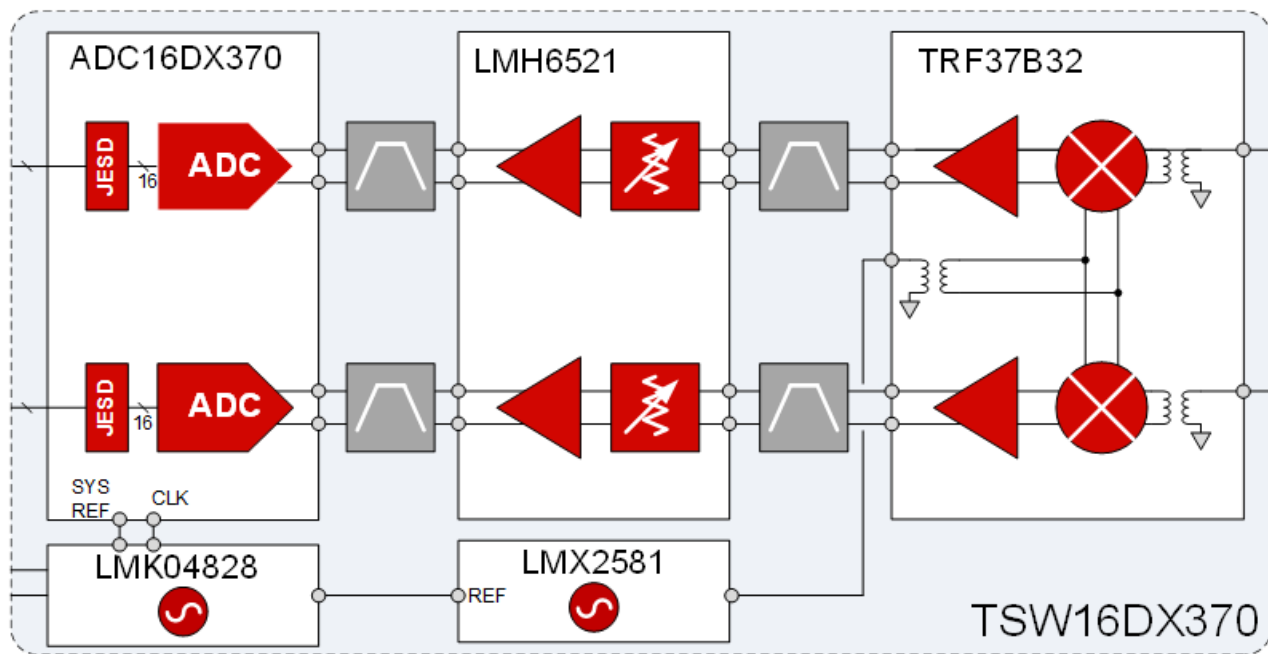 ADC16DX370
LMH6521
TRF37B32
JESD
16
ADC
JESD
16
ADC
SYS
REF
CLK
LMK04828
LMX2581
REF
TSW16DX370